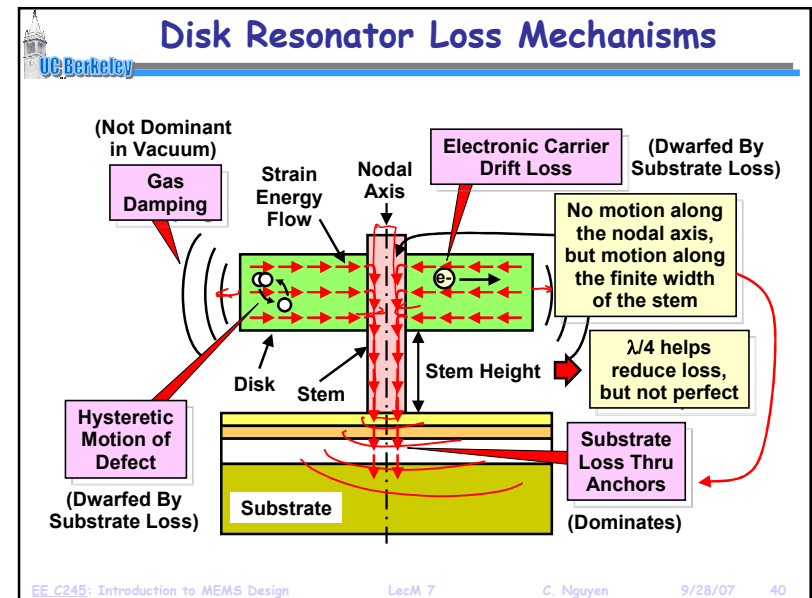 Disk Resonator Loss Mechanisms
UC Berkeley
(Not Dominant
in Vacuum)
Gas
Damping
Strain
Energy
Flow
Nodal
Axis
Electronic Carrier
Drift Loss
(Dwarfed By
Substrate Loss)
No motion along
the nodal axis,
but motion along
the finite width
of the stem
e-
λ/4 helps
reduce loss,
but not perfect
Disk
Stem
Stem Height
Hysteretic
Motion of
Defect
(Dwarfed By
Substrate Loss)
Substrate
Substrate
Loss Thru
Anchors
(Dominates)
EE C245: Introduction to MEMS Design LecM 7 C. Nguyen 9/28/07 40